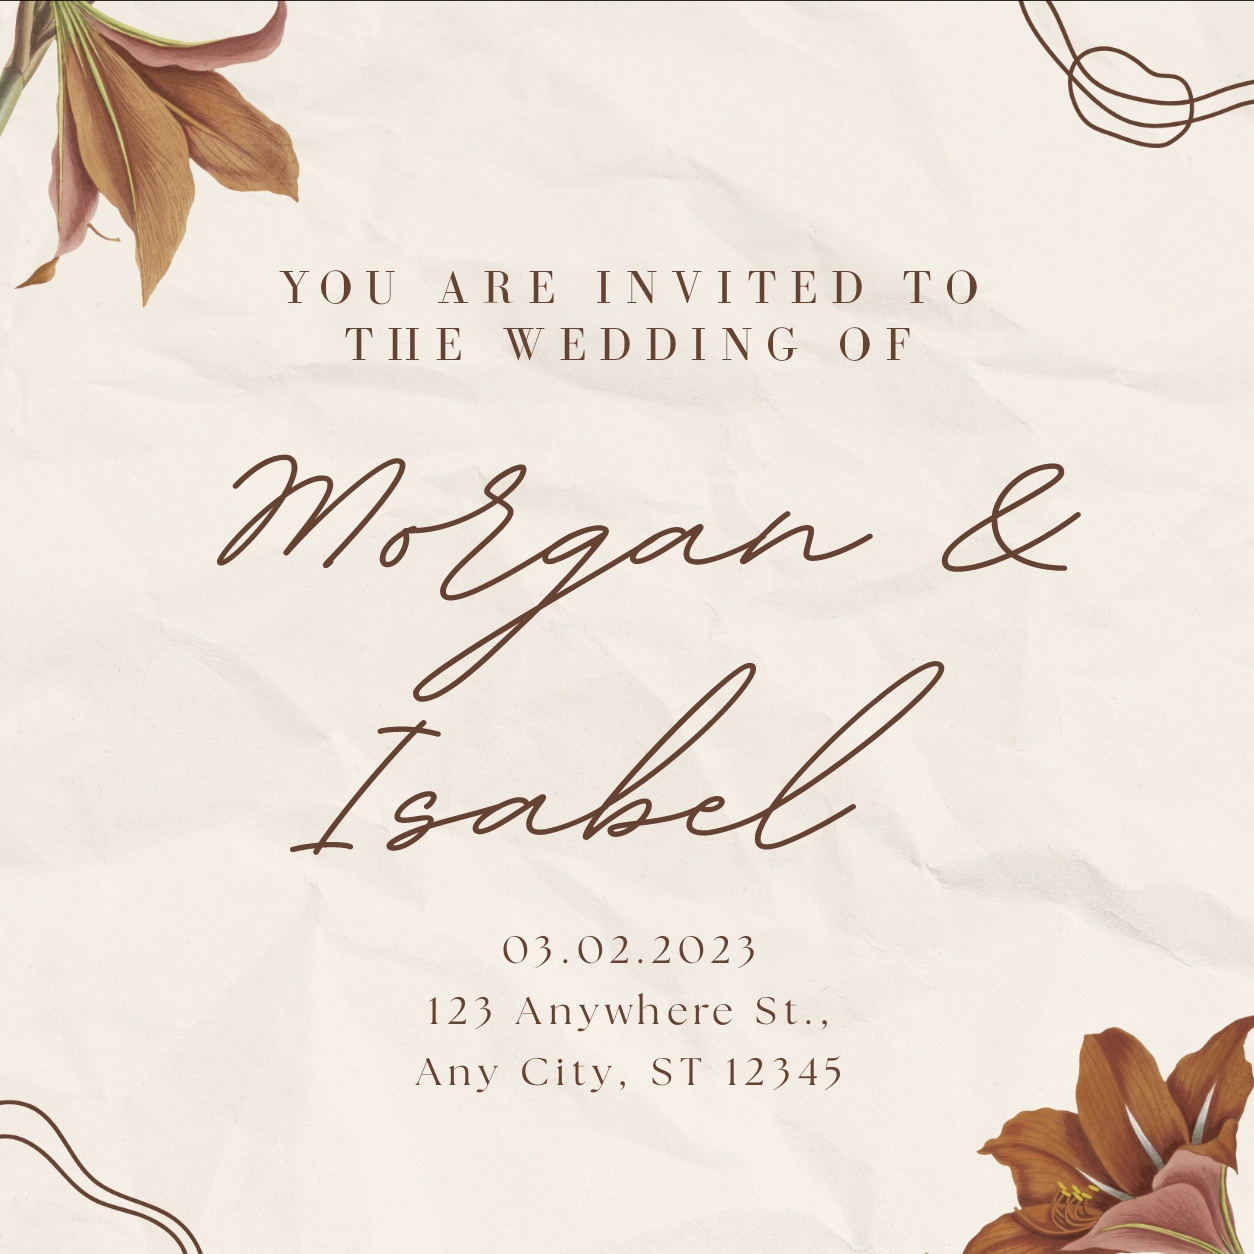 YOU ARE INVITED TO
THE WEDDING OF
Morgan &
Isabel
03.02.2023
123 Anywhere St.,
Any City, ST 12345